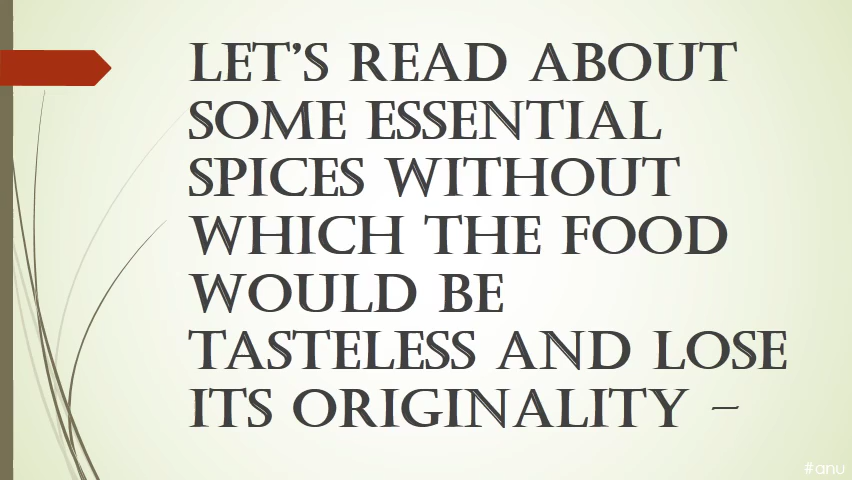 LET'S READ ABOUT
SOME ESSENTIAL
SPICES WITHOUT
WHICH THE FOOD
WOULD BE
TASTELESS AND LOSE
ITS ORIGINALITY –
#anu